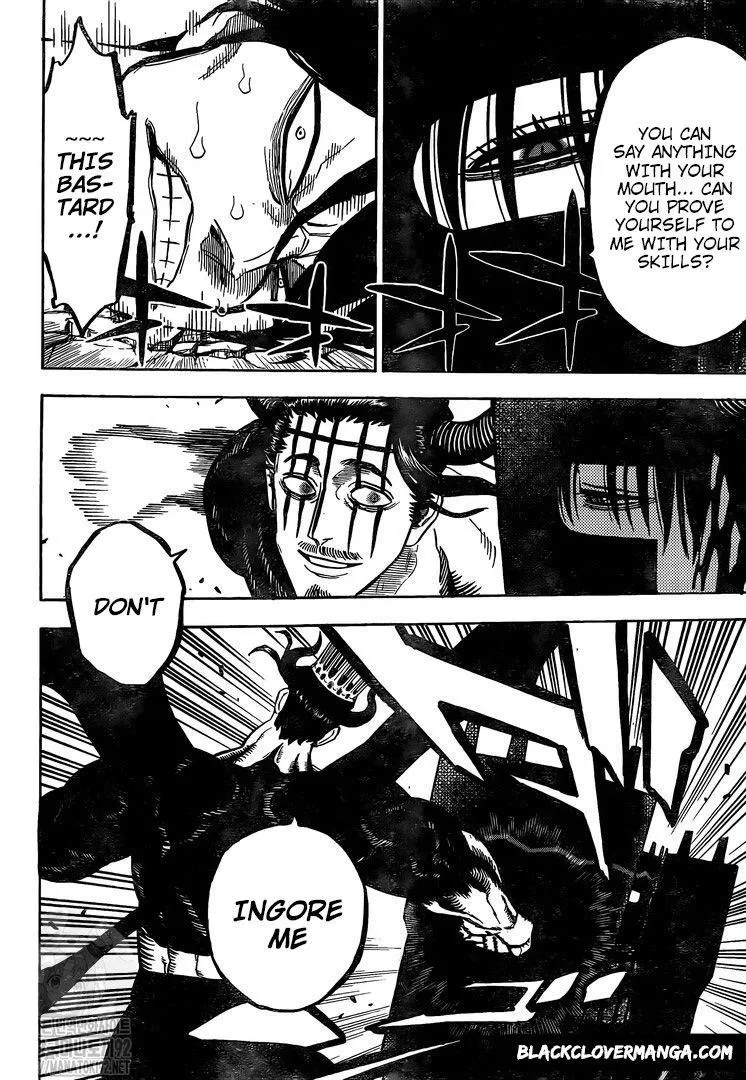 YOU CAN
SAY ANYTHING
WITH YOUR
MOUTH... CAN
YOU PROVE
YOURSELF TO
ME WITH YOUR
SKILLS?
~~~
THIS
BAS-
TARD
...!
DON'T
INGORE
ME
BLACKCLOVERMANGA.COM